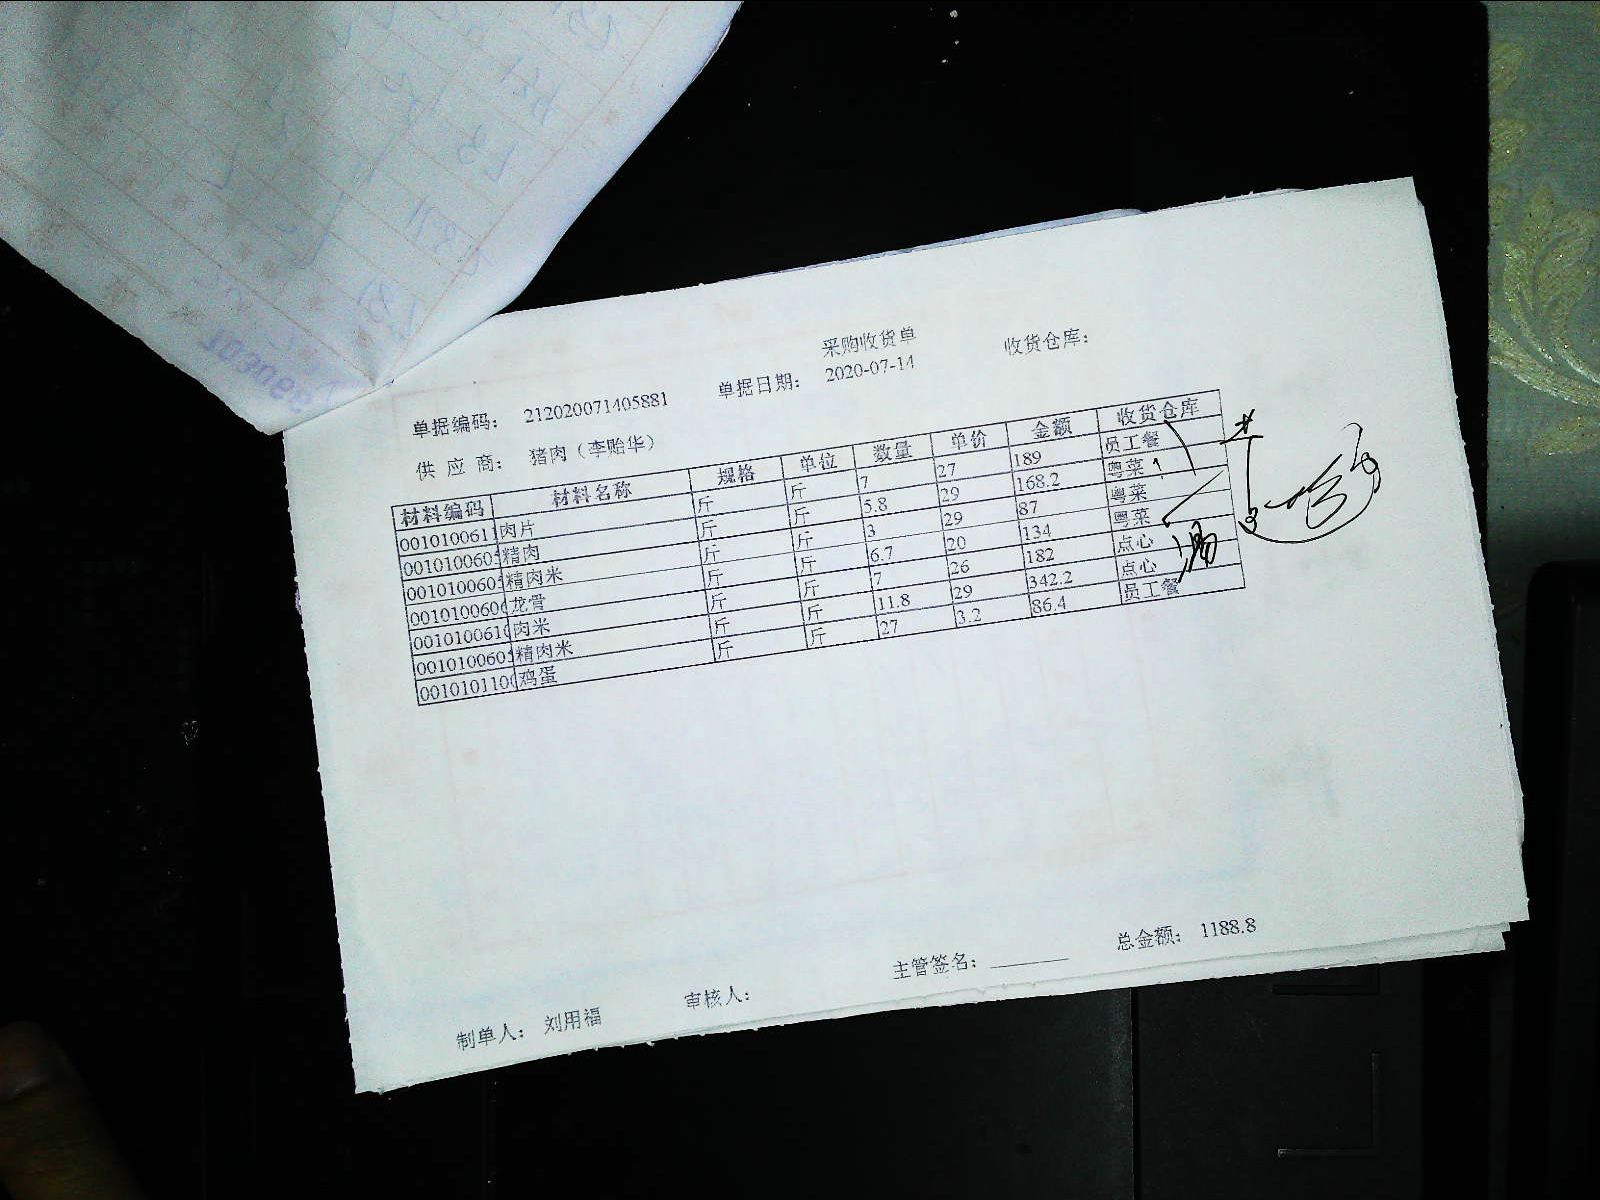 采购收货单
单据编码： 212020071405881 单据日期： 2020-07-14 收货仓库：
供 应 商： 猪肉（李贻华）
材料编码 材料名称 规格 单位 数量 单价 金额 收货仓库
001010061 肉片 斤 斤 7 27 189 员工餐
001010060 精肉 斤 斤 5.8 29 168.2 粤菜
001010060 精肉米 斤 斤 3 29 87 粤菜
001010060 龙骨 斤 斤 6.7 20 134 粤菜
001010061 肉米 斤 斤 7 26 182 点心
001010060 精肉米 斤 斤 11.8 29 342.2 点心
001010110 鸡蛋 斤 斤 27 3.2 86.4 员工餐
制单人： 刘用福 审核人： 主管签名： 总金额： 1188.8